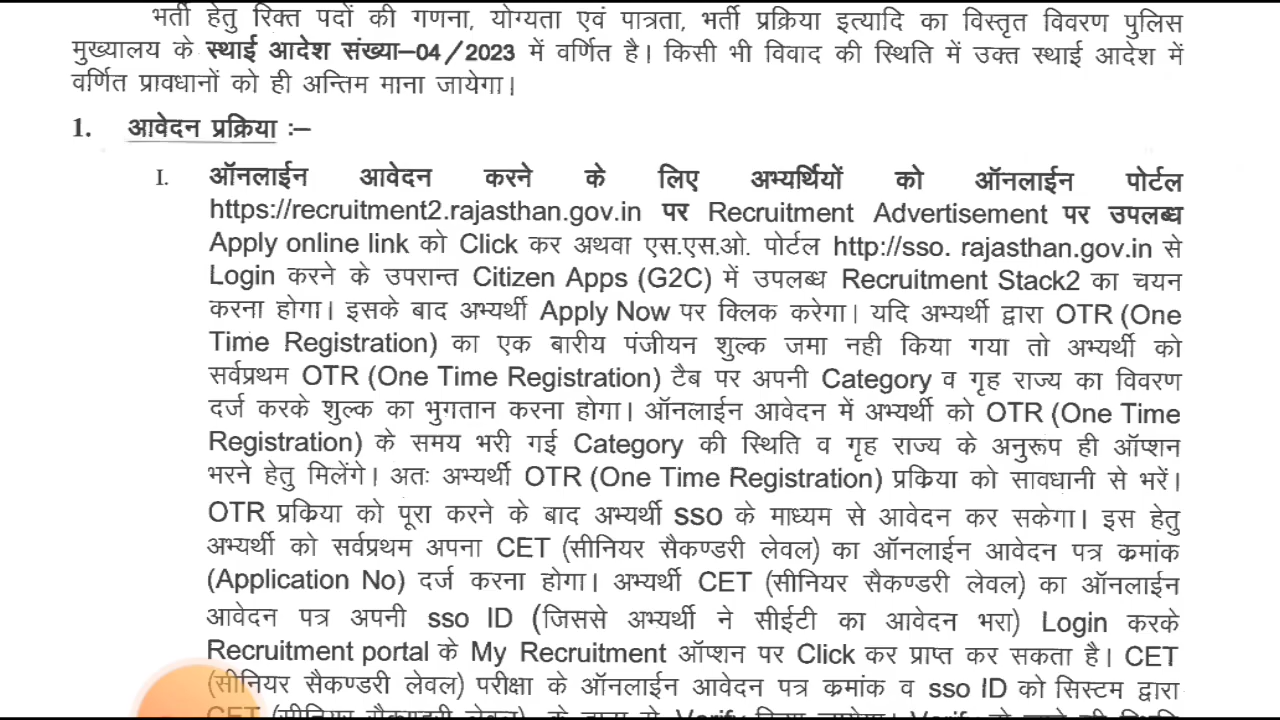 भर्ती हेतु रिक्त पदों की गणना, योग्यता एवं पात्रता, भर्ती प्रक्रिया इत्यादि का विस्तृत विवरण पुलिस
मुख्यालय के स्थाई आदेश संख्या–04/2023 में वर्णित है। किसी भी विवाद की स्थिति में उक्त स्थाई आदेश में
वर्णित प्रावधानों को ही अन्तिम माना जायेगा।
1. आवेदन प्रक्रिया :–
I. ऑनलाईन आवेदन करने के लिए अभ्यर्थियों को ऑनलाईन पोर्टल
https://recruitment2.rajasthan.gov.in पर Recruitment Advertisement पर उपलब्ध
Apply online link को Click कर अथवा एस.एस.ओ. पोर्टल http://sso. rajasthan.gov.in से
Login करने के उपरान्त Citizen Apps (G2C) में उपलब्ध Recruitment Stack2 का चयन
करना होगा। इसके बाद अभ्यर्थी Apply Now पर क्लिक करेगा। यदि अभ्यर्थी द्वारा OTR (One
Time Registration) का एक बारीय पंजीयन शुल्क जमा नही किया गया तो अभ्यर्थी को
सर्वप्रथम OTR (One Time Registration) टैब पर अपनी Category व गृह राज्य का विवरण
दर्ज करके शुल्क का भुगतान करना होगा। ऑनलाईन आवेदन में अभ्यर्थी को OTR (One Time
Registration) के समय भरी गई Category की स्थिति व गृह राज्य के अनुरूप ही ऑप्शन
भरने हेतु मिलेंगे। अतः अभ्यर्थी OTR (One Time Registration) प्रक्रिया को सावधानी से भरें।
OTR प्रक्रिया को पूरा करने के बाद अभ्यर्थी sso के माध्यम से आवेदन कर सकेगा। इस हेतु
अभ्यर्थी को सर्वप्रथम अपना CET (सीनियर सैकण्डरी लेवल) का ऑनलाईन आवेदन पत्र क्रमांक
(Application No) दर्ज करना होगा। अभ्यर्थी CET (सीनियर सैकण्डरी लेवल) का ऑनलाईन
आवेदन पत्र अपनी sso ID (जिससे अभ्यर्थी ने सीईटी का आवेदन भरा) Login करके
Recruitment portal के My Recruitment ऑप्शन पर Click कर प्राप्त कर सकता है। CET
(सीनियर सैकण्डरी लेवल) परीक्षा के ऑनलाईन आवेदन पत्र क्रमांक व sso ID को सिस्टम द्वारा
CET (सीनियर सैकण्डरी लेवल)